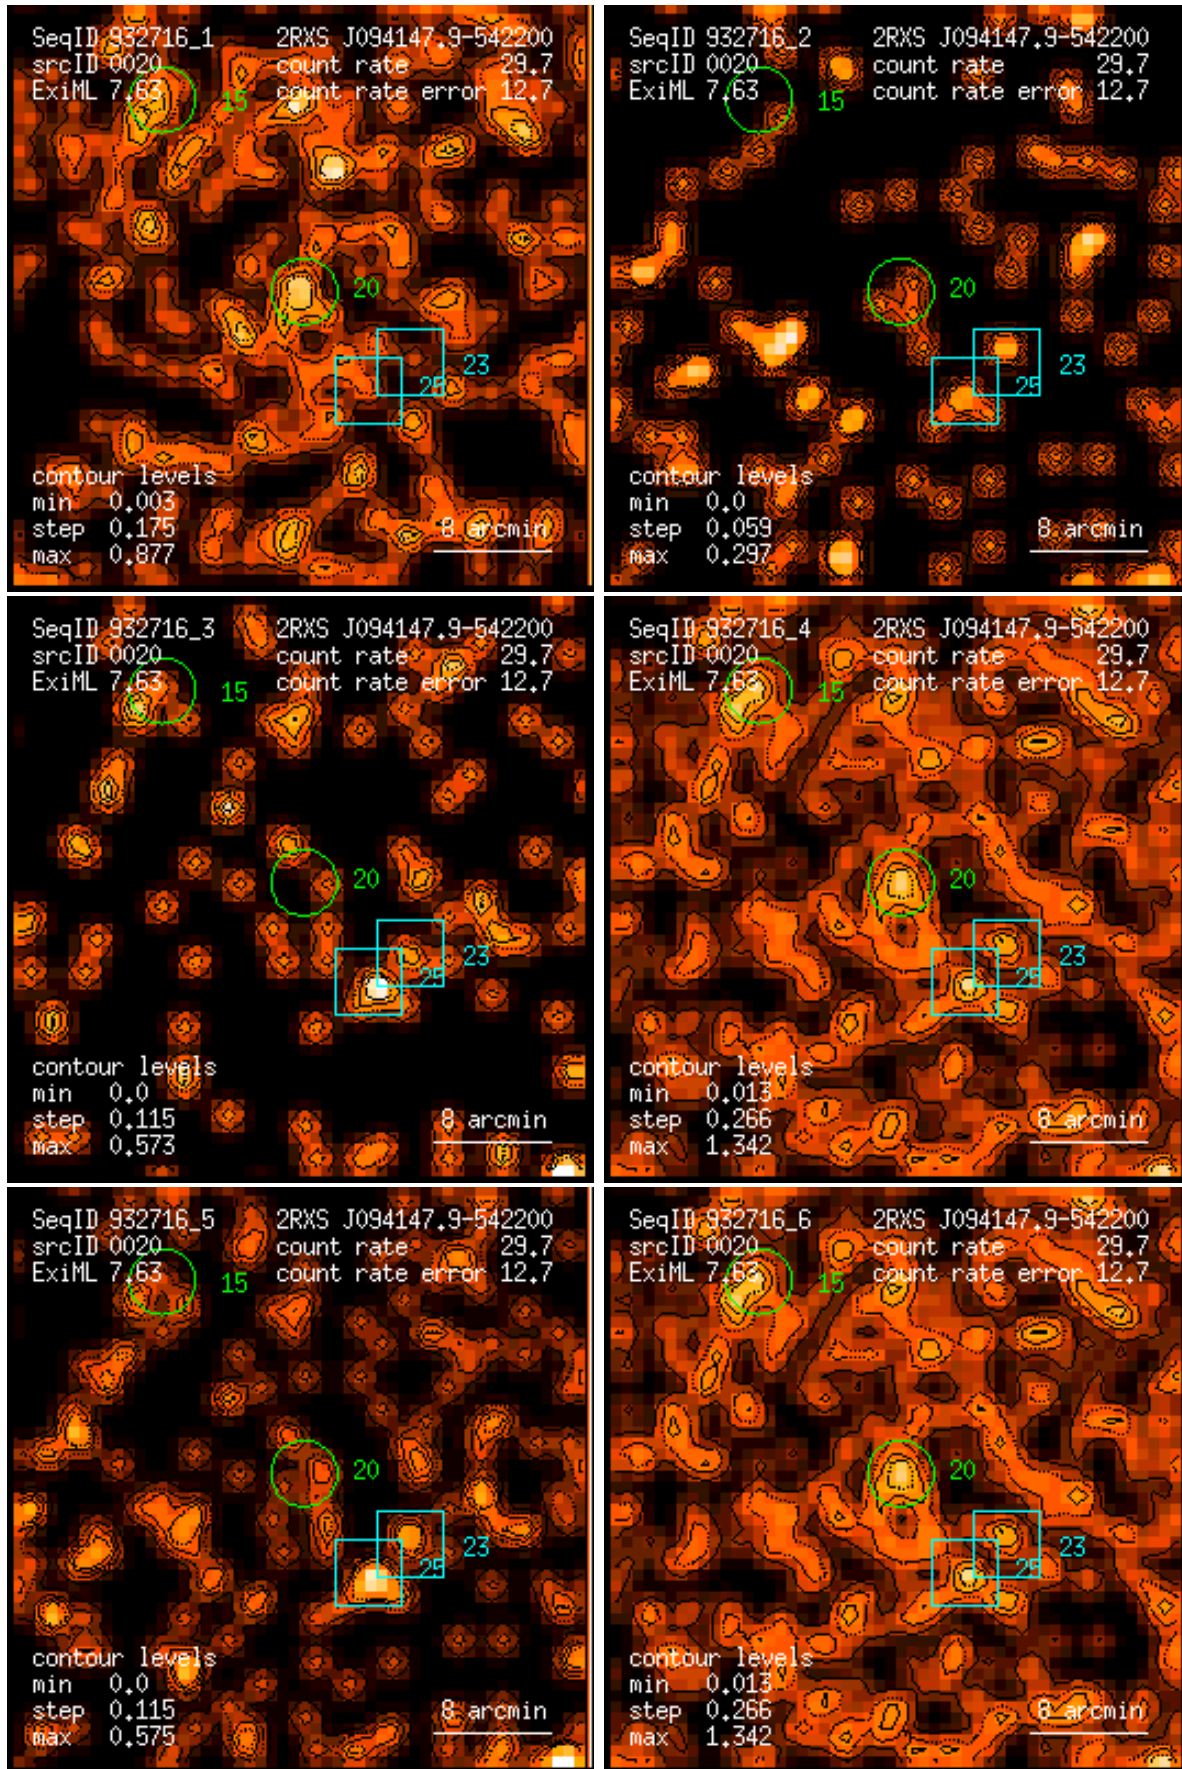 SeqID 932716_1 2RXS J094147.9-542200
srcID 0020 count rate 29.7
ExiML 7.63 count rate error 12.7
15
20
23
25
contour levels
min 0.003
step 0.175
max 0.877
8 arcmin
SeqID 932716_2 2RXS J094147.9-542200
srcID 0020 count rate 29.7
ExiML 7.63 count rate error 12.7
15
20
23
25
contour levels
min 0.0
step 0.059
max 0.297
8 arcmin
SeqID 932716_3 2RXS J094147.9-542200
srcID 0020 count rate 29.7
ExiML 7.63 count rate error 12.7
15
20
23
25
contour levels
min 0.0
step 0.115
max 0.573
8 arcmin
SeqID 932716_4 2RXS J094147.9-542200
srcID 0020 count rate 29.7
ExiML 7.63 count rate error 12.7
15
20
23
25
contour levels
min 0.013
step 0.266
max 1.342
8 arcmin
SeqID 932716_5 2RXS J094147.9-542200
srcID 0020 count rate 29.7
ExiML 7.63 count rate error 12.7
15
20
23
25
contour levels
min 0.0
step 0.115
max 0.575
8 arcmin
SeqID 932716_6 2RXS J094147.9-542200
srcID 0020 count rate 29.7
ExiML 7.63 count rate error 12.7
15
20
23
25
contour levels
min 0.013
step 0.266
max 1.342
8 arcmin